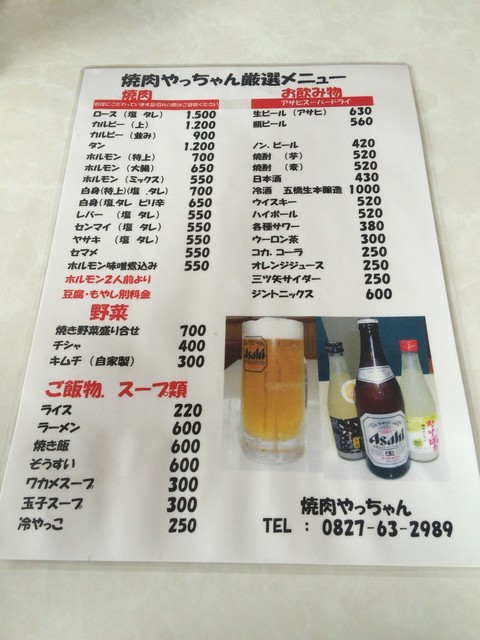 焼肉やっちゃん厳選メニュー
焼肉
ロース（塩 タレ） 1.500
カルビー（上） 1.200
カルビー（並み） 900
タン 1.200
ホルモン（特上） 700
ホルモン（大腸） 650
ホルモン（ミックス） 550
白身(特上)(塩 .タレ) 700
白身(塩.タレ ピリ辛 650
レバー （塩 タレ） 550
センマイ（塩 タレ） 550
ヤサキ （塩 タレ） 550
セマメ 550
ホルモン味噌煮込み 550
ホルモン2人前より
豆腐・もやし別料金
野菜
焼き野菜盛り合せ 700
チシャ 400
キムチ（自家製） 300
ご飯物．スープ類
ライス 220
ラーメン 600
焼き飯 600
ぞうすい 600
ワカメスープ 300
玉子スープ 300
冷やっこ 250
お飲み物
アサヒスーパードライ
生ビール（アサヒ） 630
瓶ビール 560
ノン．ビール 420
焼酎 （芋） 520
焼酎 （麦） 520
日本酒 430
冷酒 五橋生本醸造 1000
ウイスキー 520
ハイボール 520
各種サワー 380
ウーロン茶 300
コカ．コーラ 250
オレンジジュース 250
三ツ矢サイダー 250
ジントニックス 600
Asahi
Asahi
生
焼肉やっちゃん
TEL : 0827-63-2989